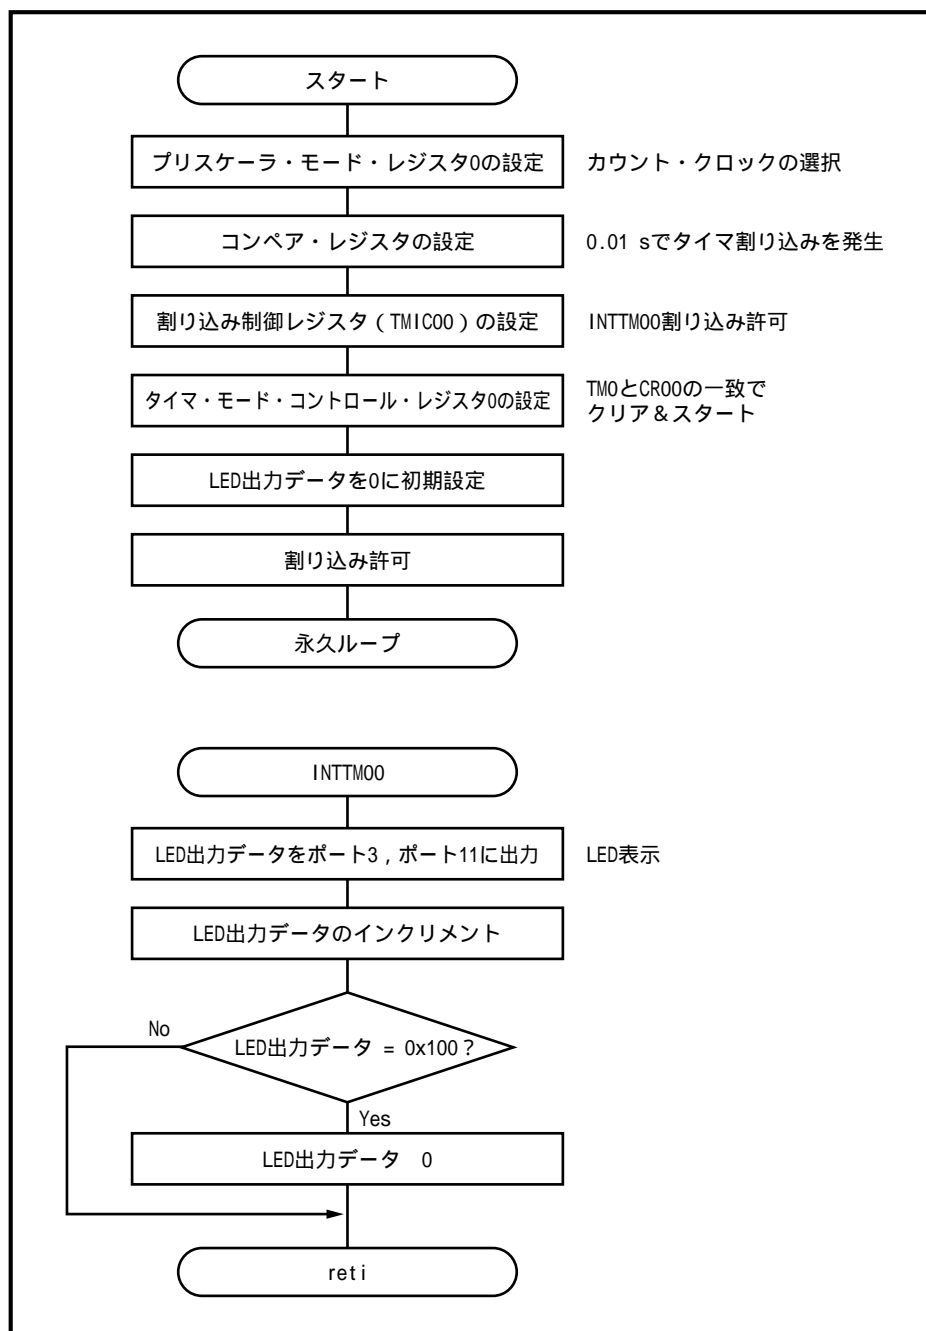 スタート
プリスケーラ・モード・レジスタ0の設定
カウント・クロックの選択
コンペア・レジスタの設定
0.01 sでタイマ割り込みを発生
割り込み制御レジスタ（TMIC00）の設定
INTTM00割り込み許可
タイマ・モード・コントロール・レジスタ0の設定
TM0とCR00の一致で
クリア＆スタート
LED出力データを0に初期設定
割り込み許可
永久ループ
INTTM00
LED出力データをポート3，ポート11に出力
LED表示
LED出力データのインクリメント
No
LED出力データ = 0x100？
Yes
LED出力データ　0
reti